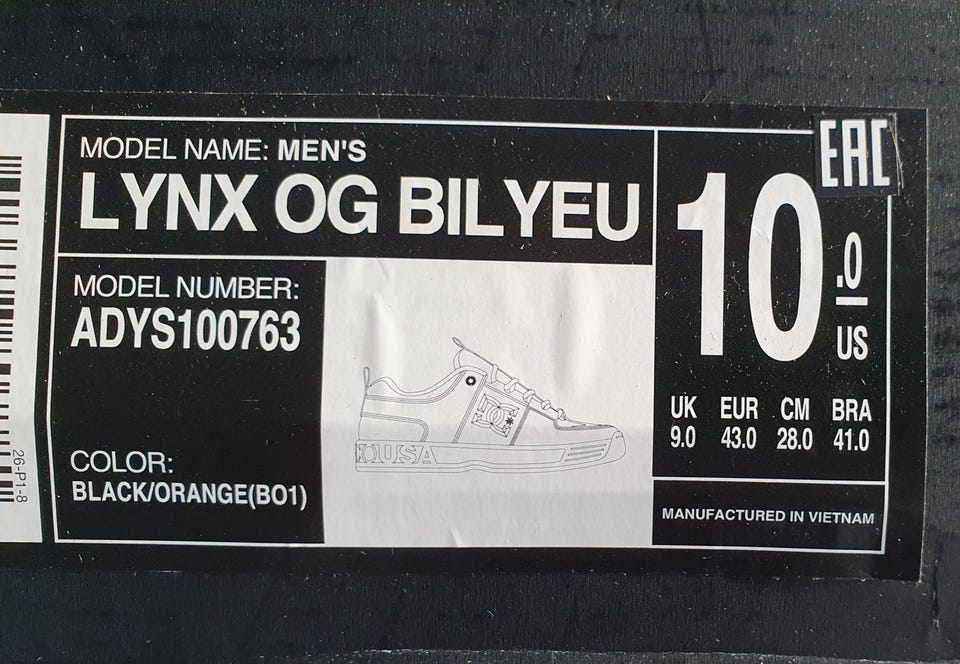 MODEL NAME: MEN'S
LYNX OG BILYEU
MODEL NUMBER:
ADYS100763
COLOR:
BLACK/ORANGE(BO1)
USA
EAC
10.0
US
UK EUR CM BRA
9.0 43.0 28.0 41.0
MANUFACTURED IN VIETNAM
26-P1-8